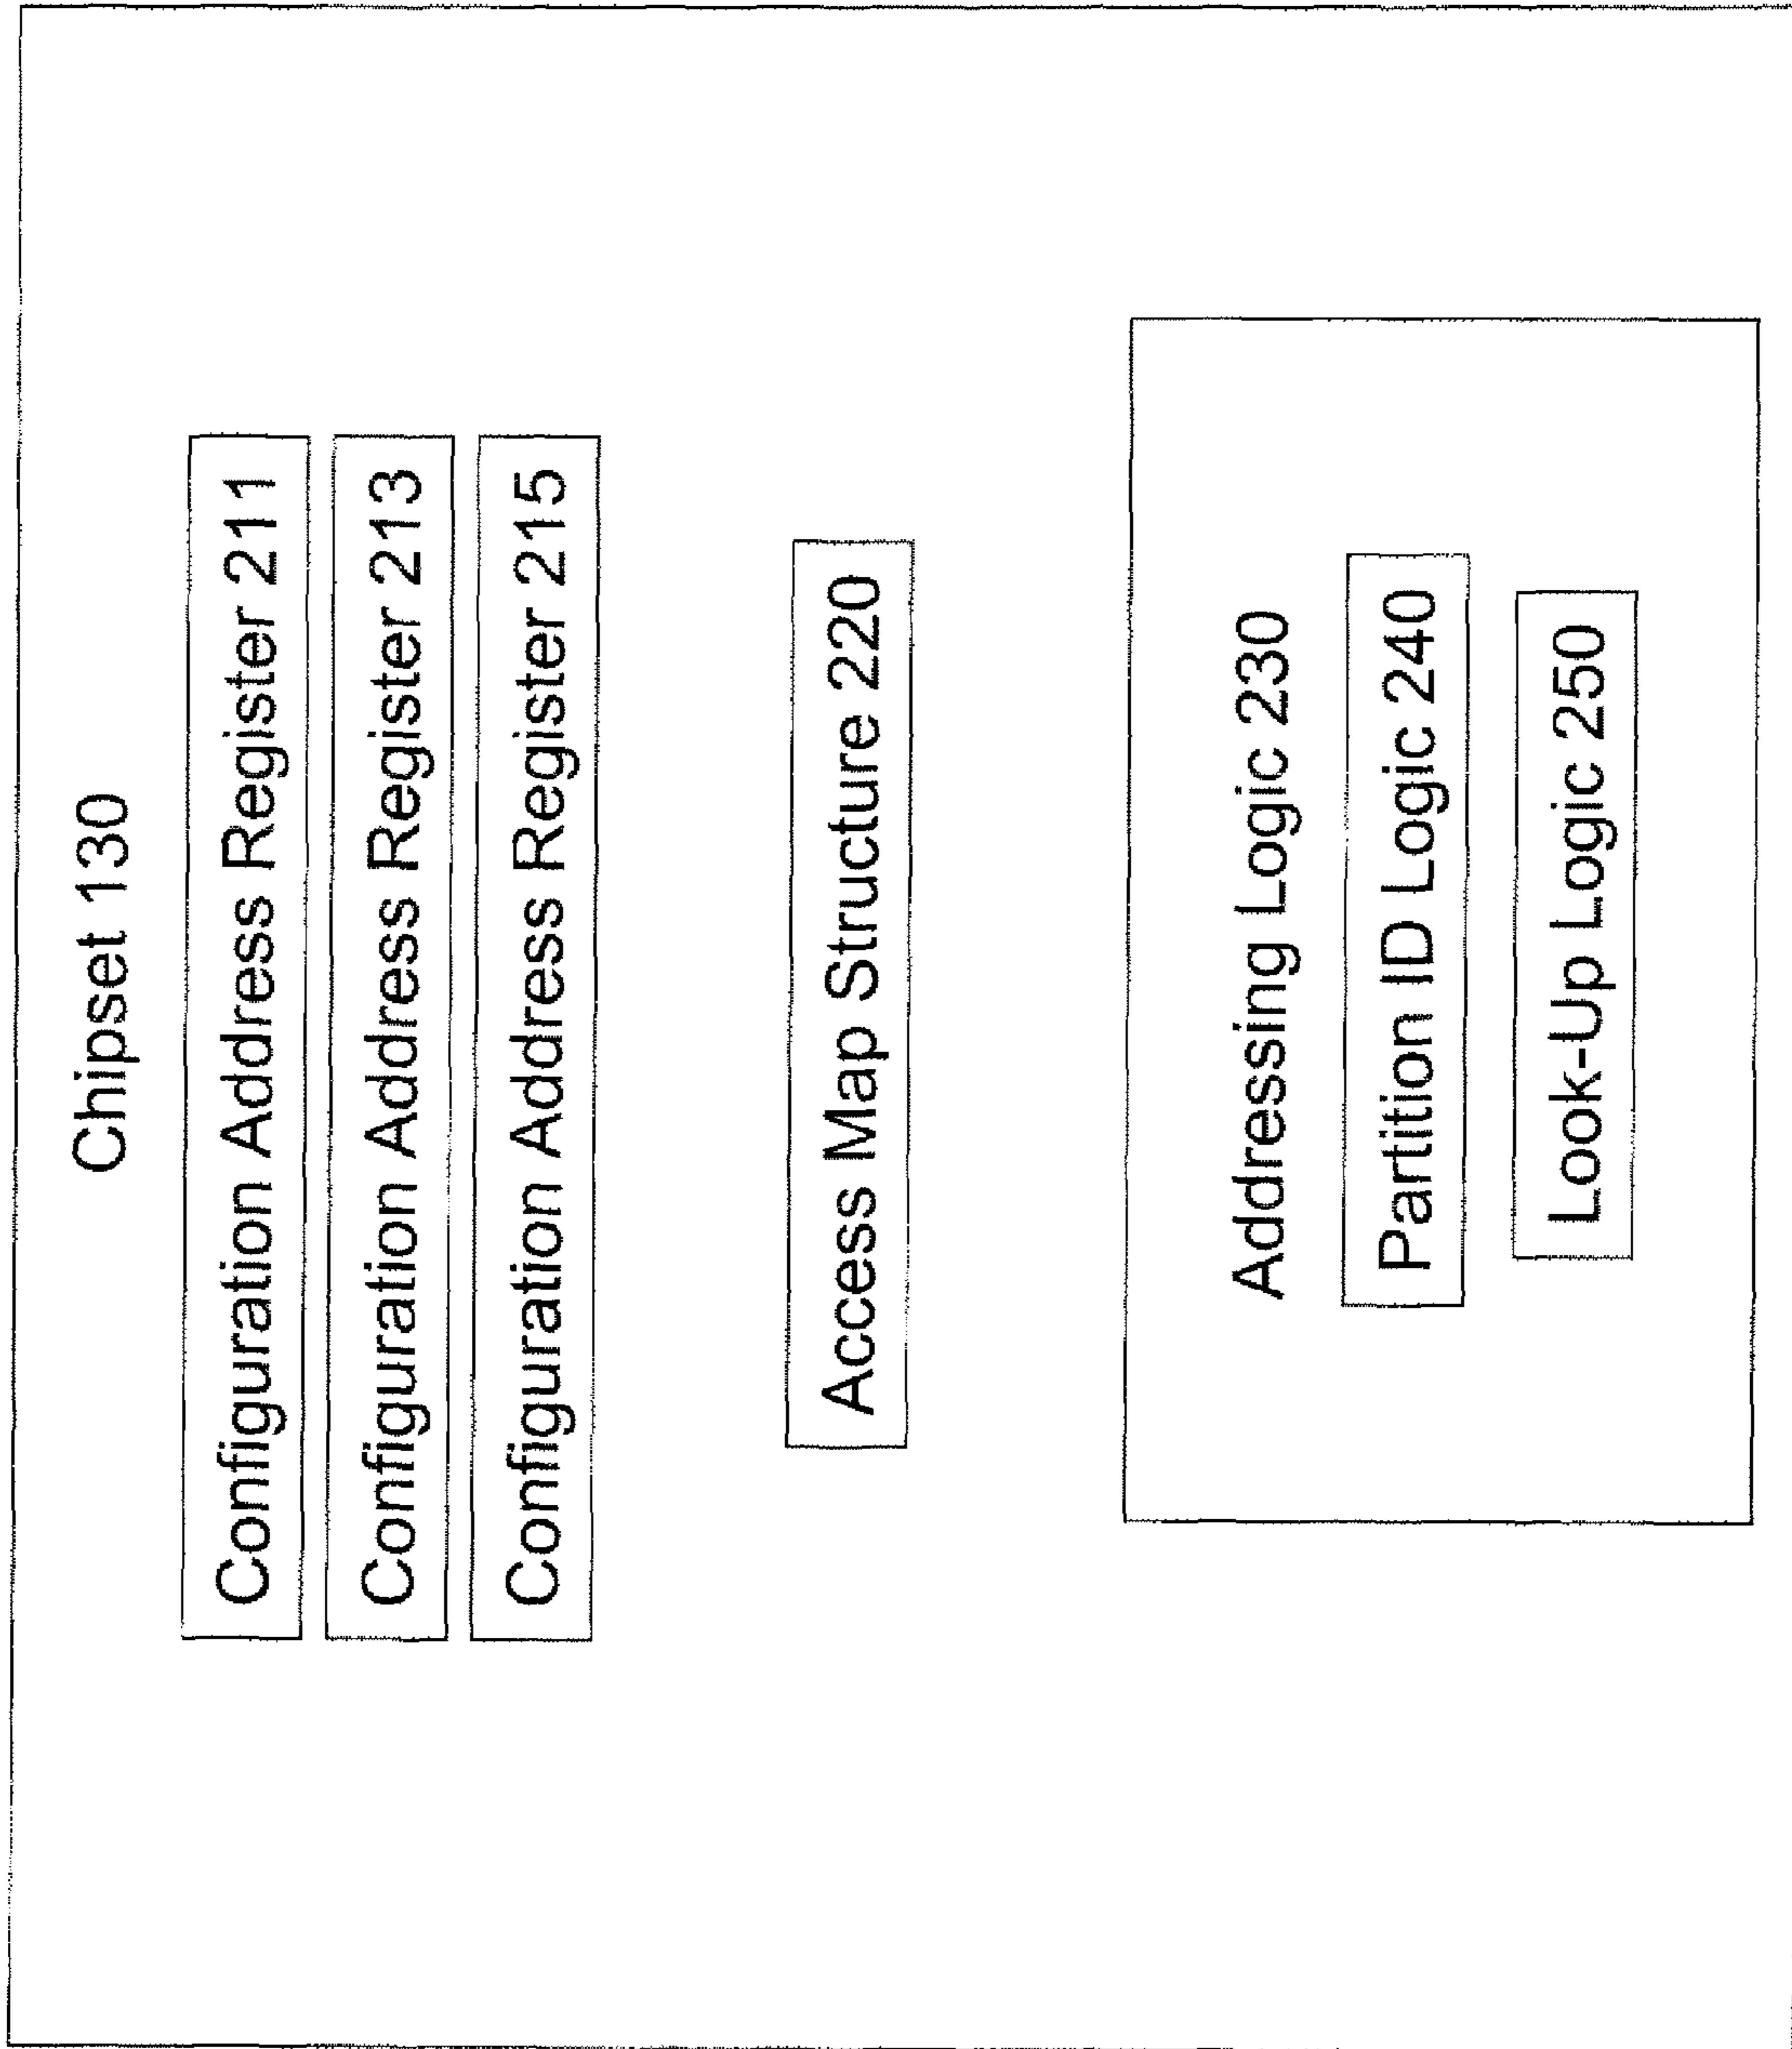 Chipset 130
Configuration Address Register 211
Configuration Address Register 213
Configuration Address Register 215
Access Map Structure 220
Addressing Logic 230
Partition ID Logic 240
Look-Up Logic 250